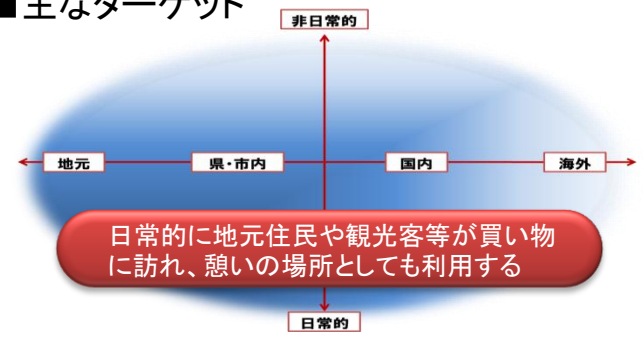 ■主なターゲット
非日常的
地元
県・市内
国内
海外
日常的に地元住民や観光客等が買い物
に訪れ、憩いの場所としても利用する
日常的